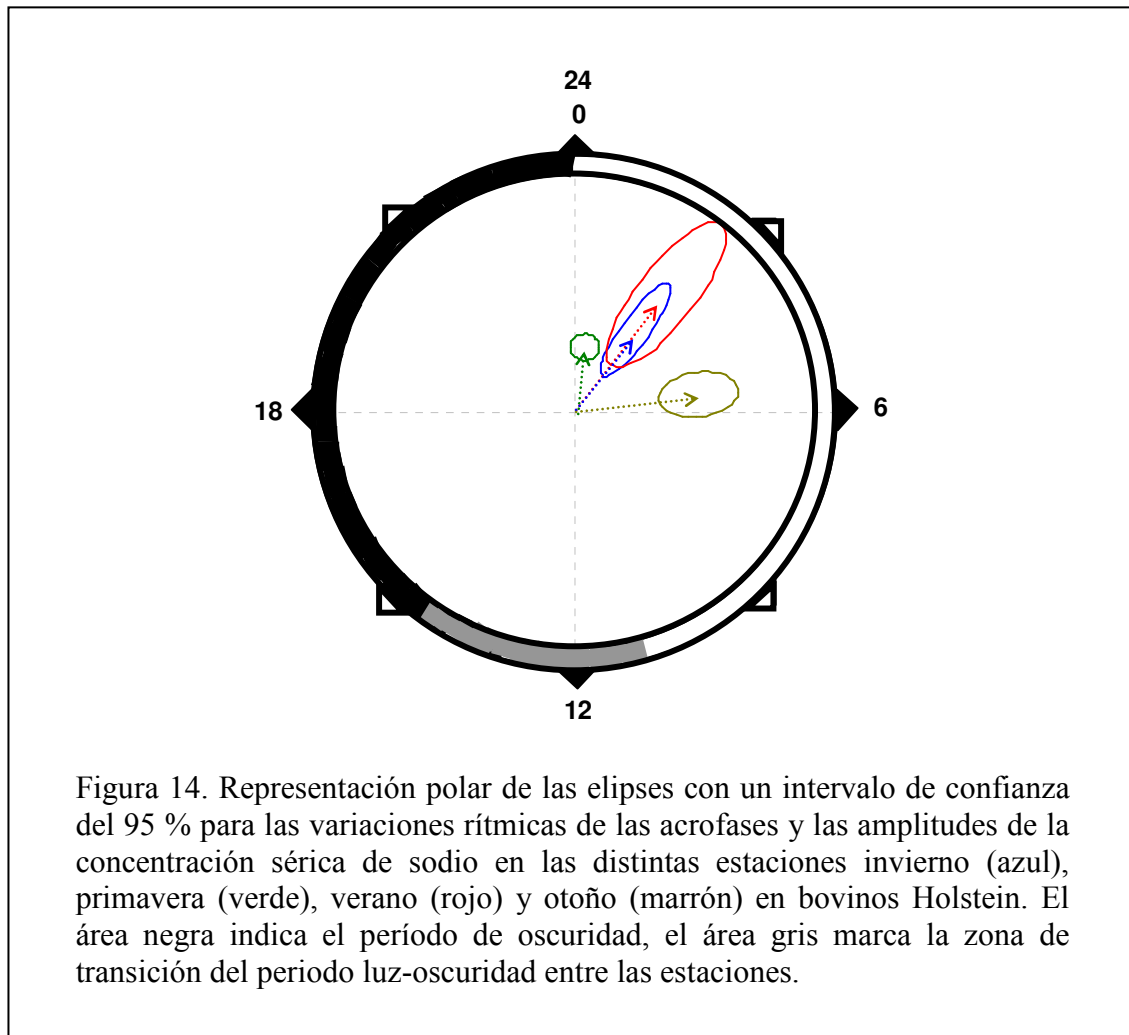 24
0
18
6
12
Figura 14. Representación polar de las elipses con un intervalo de confianza
del 95 % para las variaciones rítmicas de las acrofases y las amplitudes de la
concentración sérica de sodio en las distintas estaciones invierno (azul),
primavera (verde), verano (rojo) y otoño (marrón) en bovinos Holstein. El
área negra indica el período de oscuridad, el área gris marca la zona de
transición del periodo luz-oscuridad entre las estaciones.